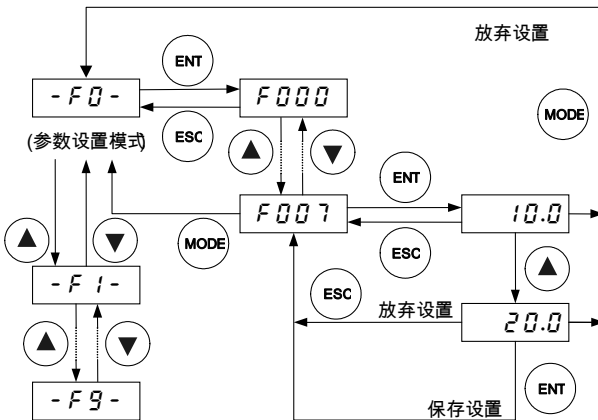 放弃设置
ENT
-F0-
F000
ESC
MODE
(参数设置模式)
▲
▼
ENT
F007
10.0
MODE
ESC
▲
▼
▲
-F1-
ESC
放弃设置
20.0
▲
▼
ENT
-F9-
保存设置